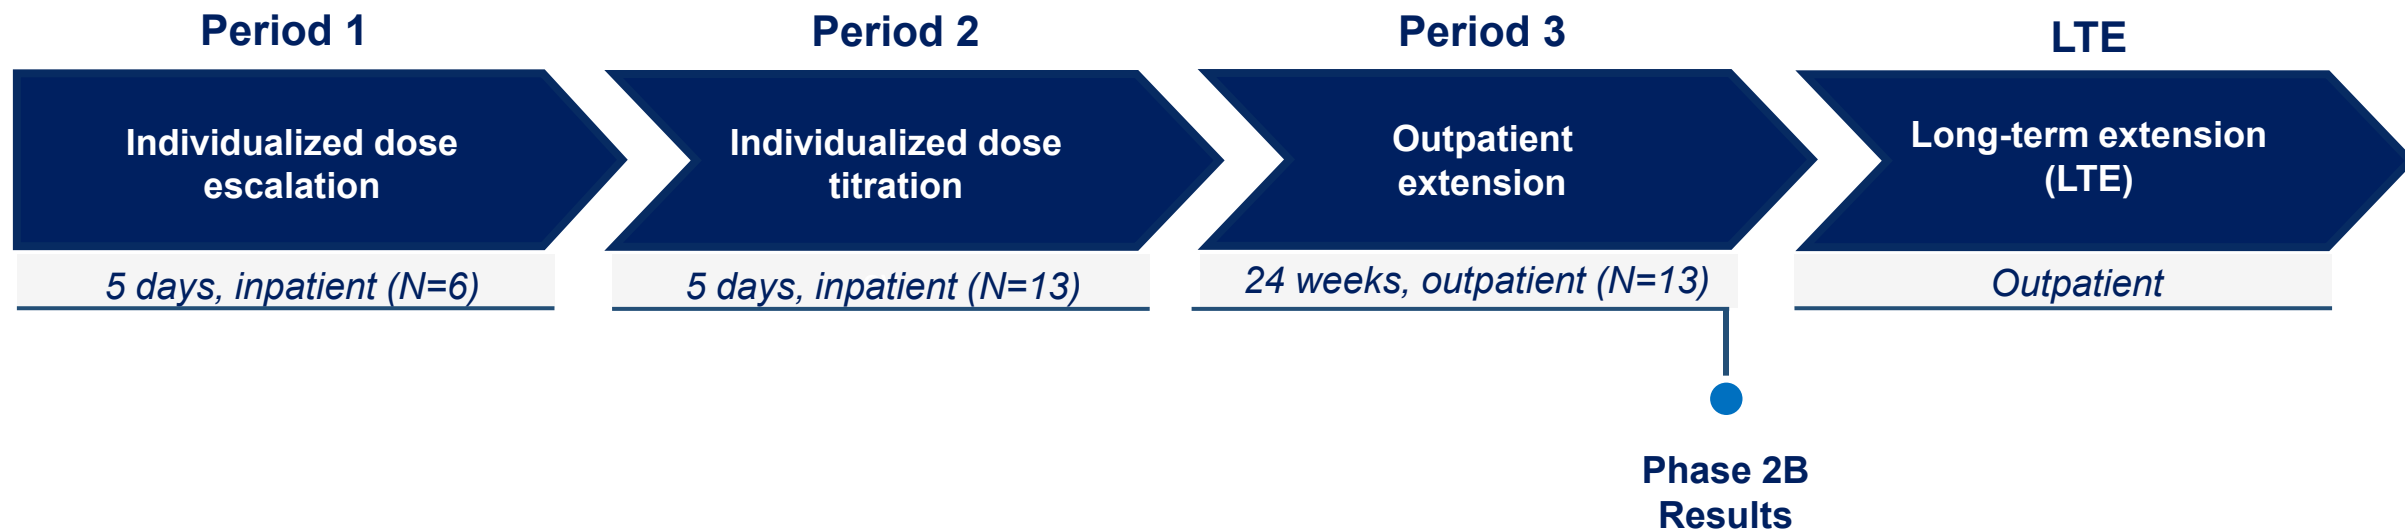 Period 1
Individualized dose
escalation
5 days, inpatient (N=6)
Period 2
Individualized dose
titration
5 days, inpatient (N=13)
Period 3
Outpatient
extension
24 weeks, outpatient (N=13)
Phase 2B
Results
LTE
Long-term extension
(LTE)
Outpatient